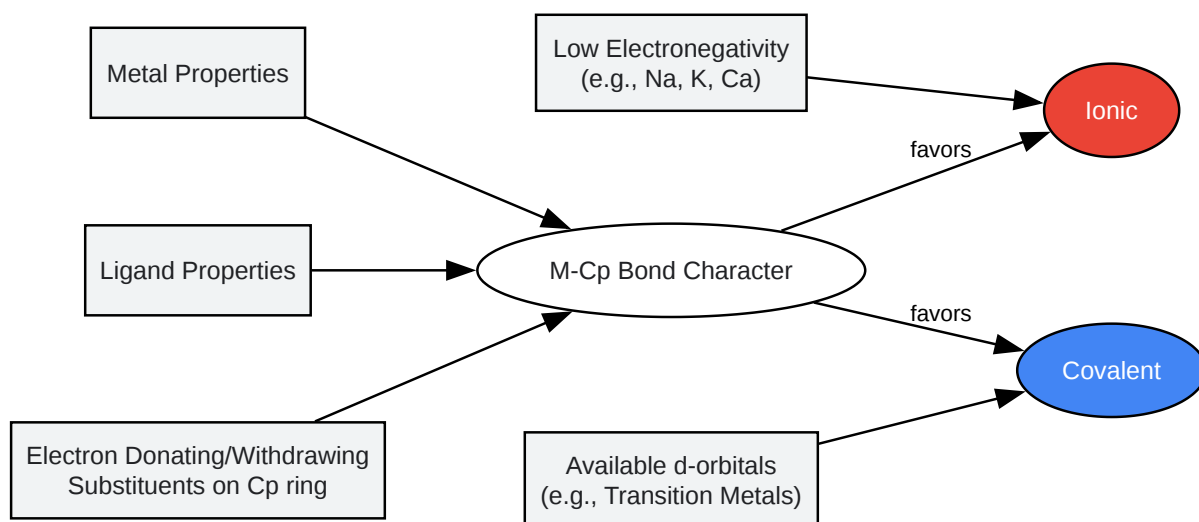 Metal Properties
Low Electronegativity
(e.g., Na, K, Ca)
Ionic
favors
Ligand Properties
M-Cp Bond Character
favors
Covalent
Electron Donating/Withdrawing
Substituents on Cp ring
Available d-orbitals
(e.g., Transition Metals)